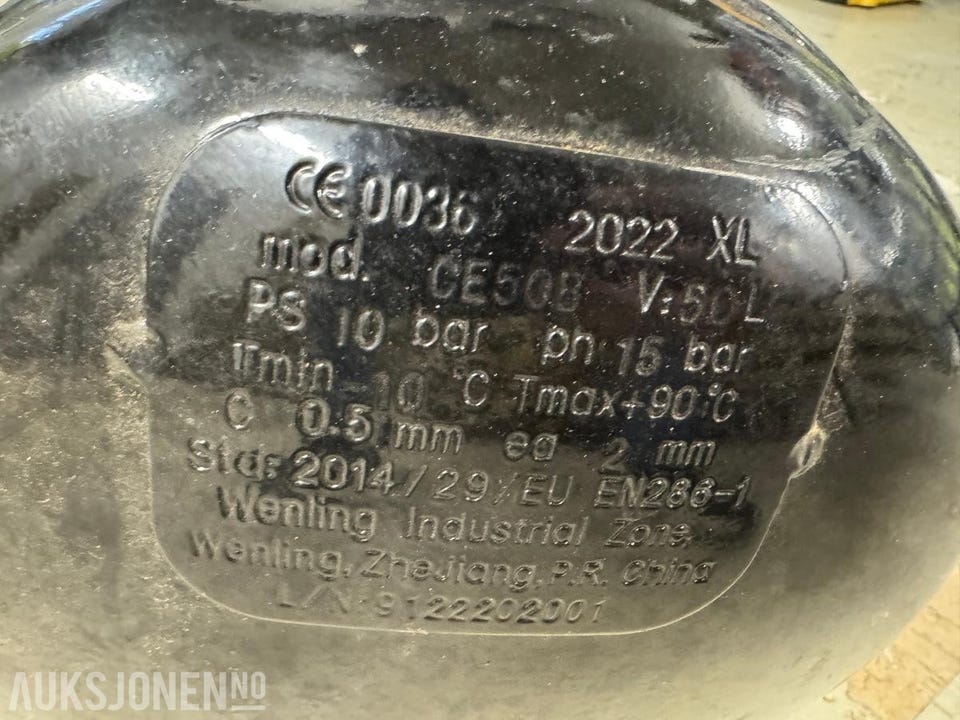 CE 0036 2022 XL
mod. CE50B V:50L
PS 10 bar ph 15 bar
Tmin-10 °C Tmax+90°C
C 0.5 mm ea 2 mm
Std: 2014/29/EU EN286-1
Wenling Industrial Zone,
Wenling, ZheJiang, P.R. China
L/N:9122202001
AUKSJONEN.NO